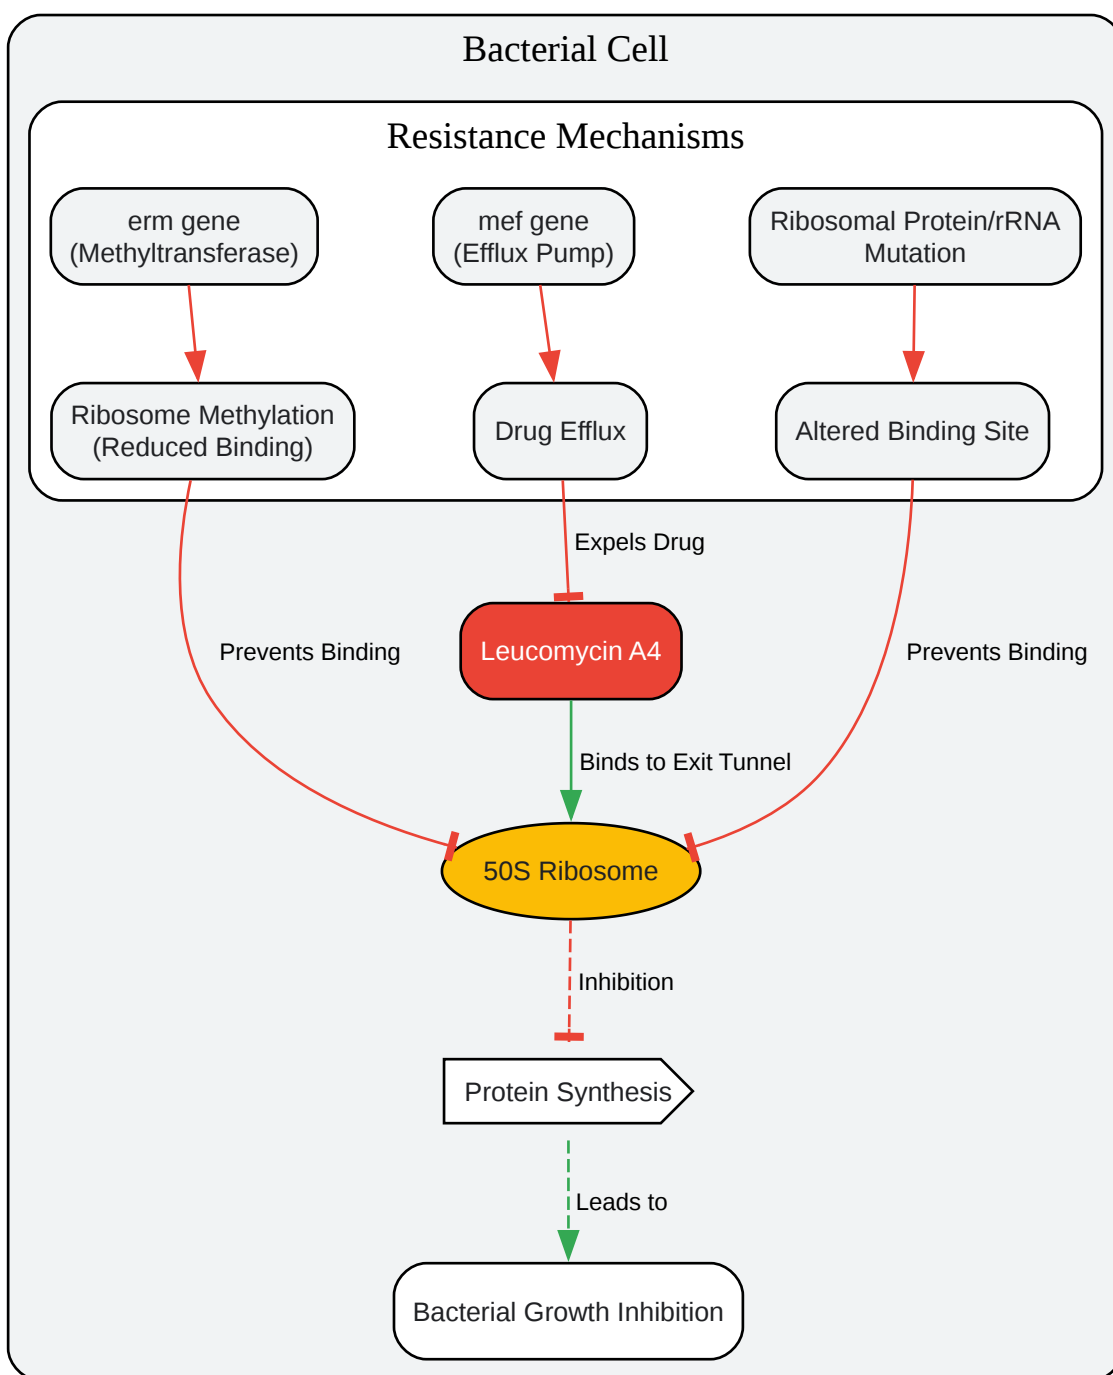 Bacterial Cell
Resistance Mechanisms
erm gene
(Methyltransferase)
mef gene
(Efflux Pump)
Ribosomal Protein/rRNA
Mutation
Ribosome Methylation
(Reduced Binding)
Drug Efflux
Altered Binding Site
Expels Drug
Prevents Binding
Leucomycin A4
Prevents Binding
Binds to Exit Tunnel
50S Ribosome
Inhibition
Protein Synthesis
Leads to
Bacterial Growth Inhibition